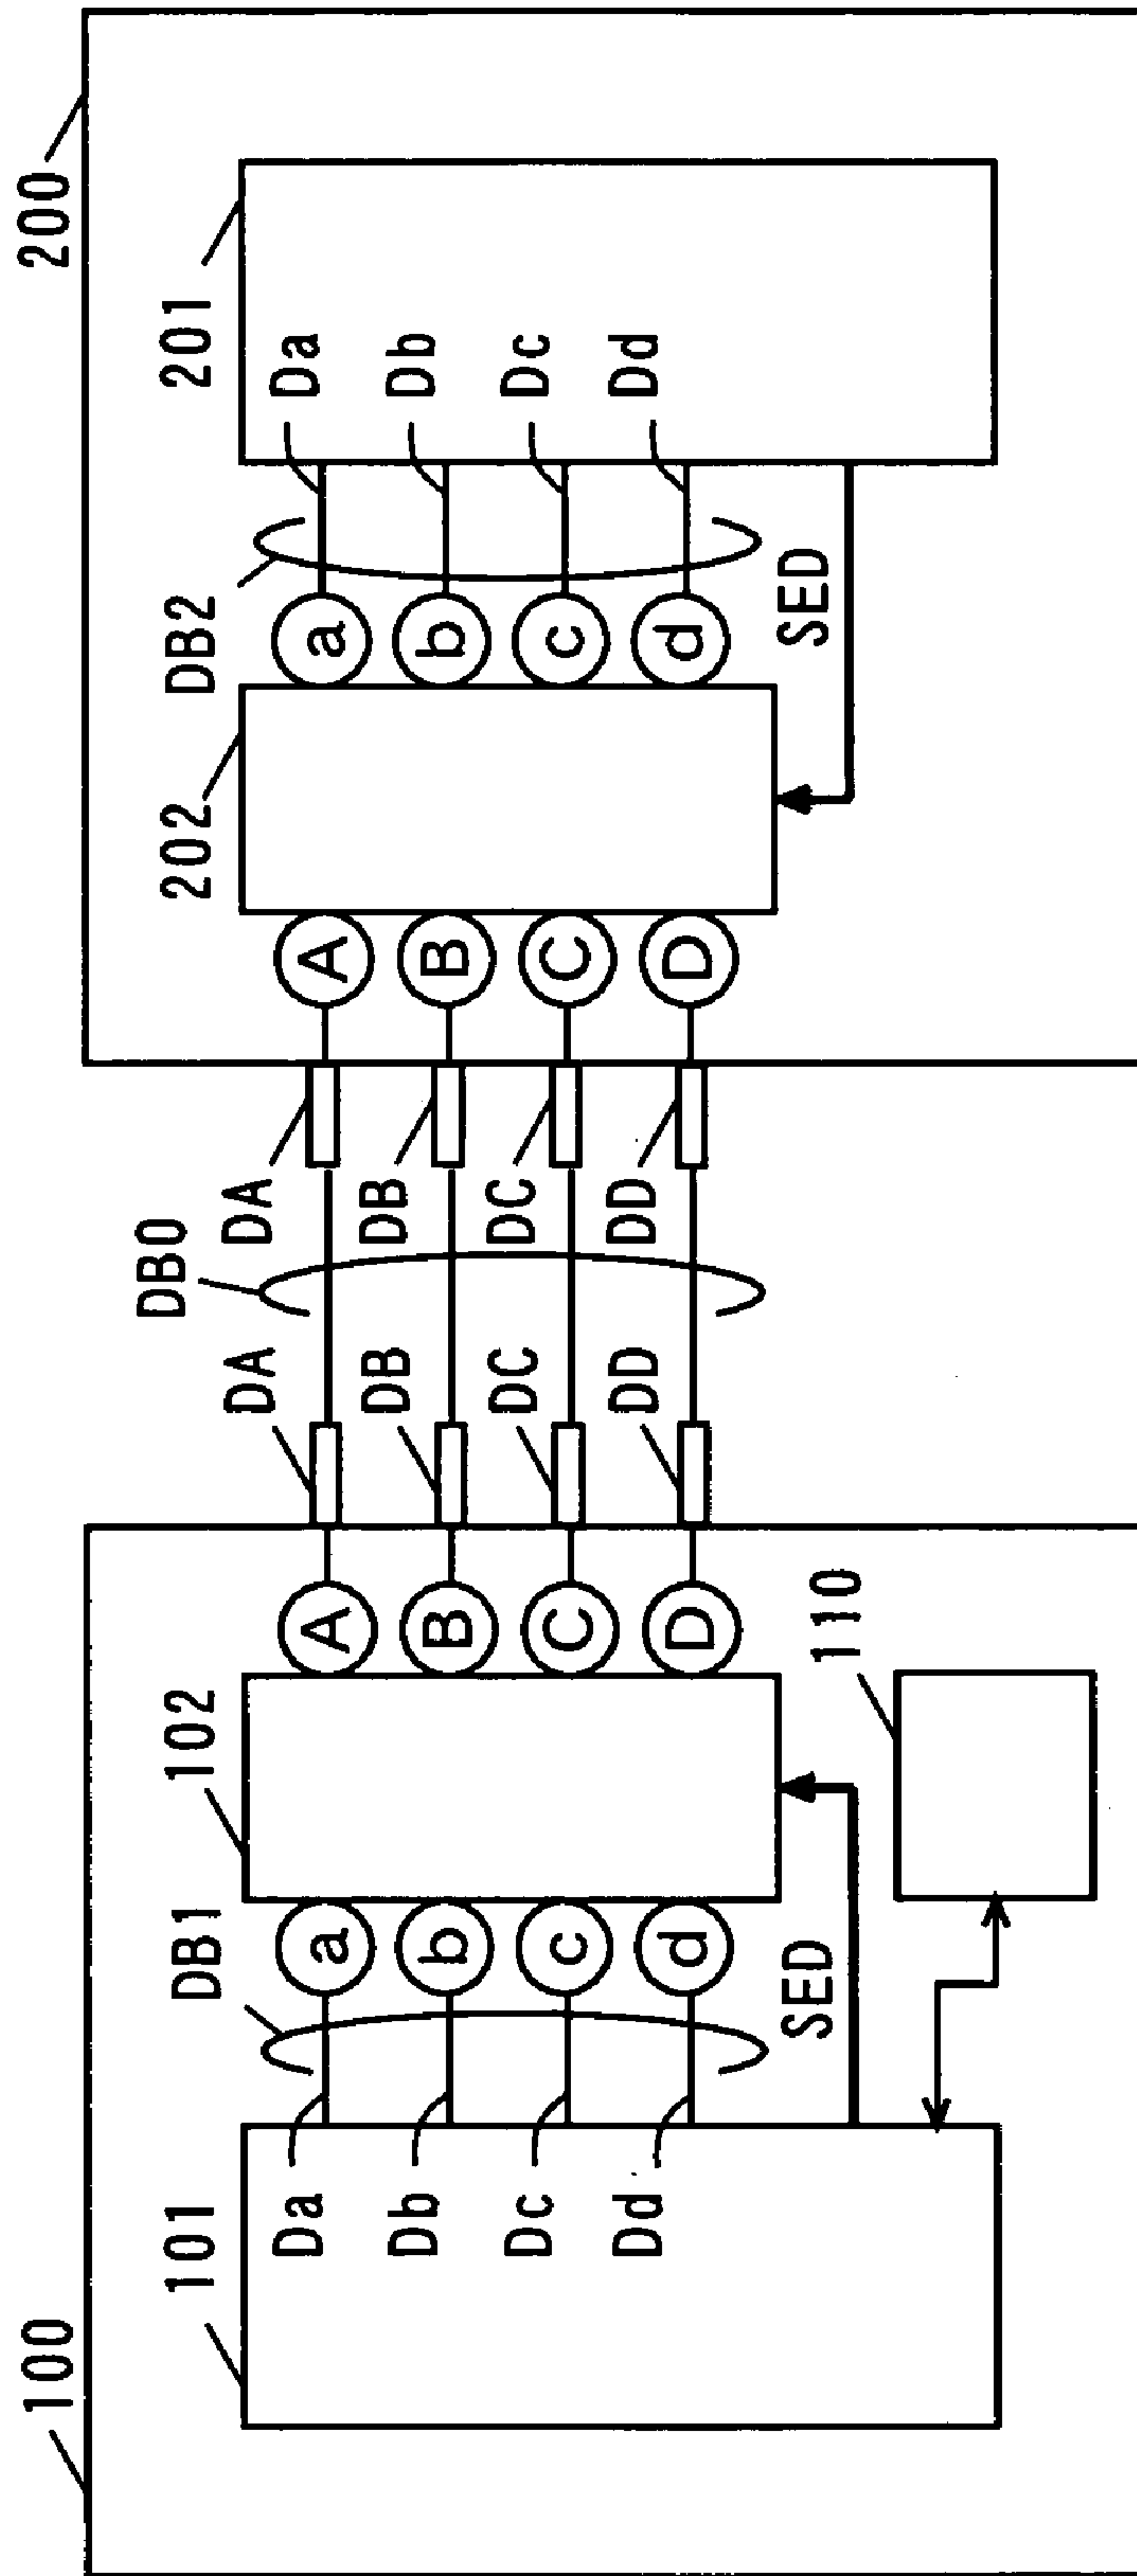 100 200
101 DB1 102 DB0 202 DB2 201
Da a A DA DA A a Da
Db b B DB DB B b Db
Dc c C DC DC C c Dc
Dd d D DD DD D d Dd
SED 110 SED